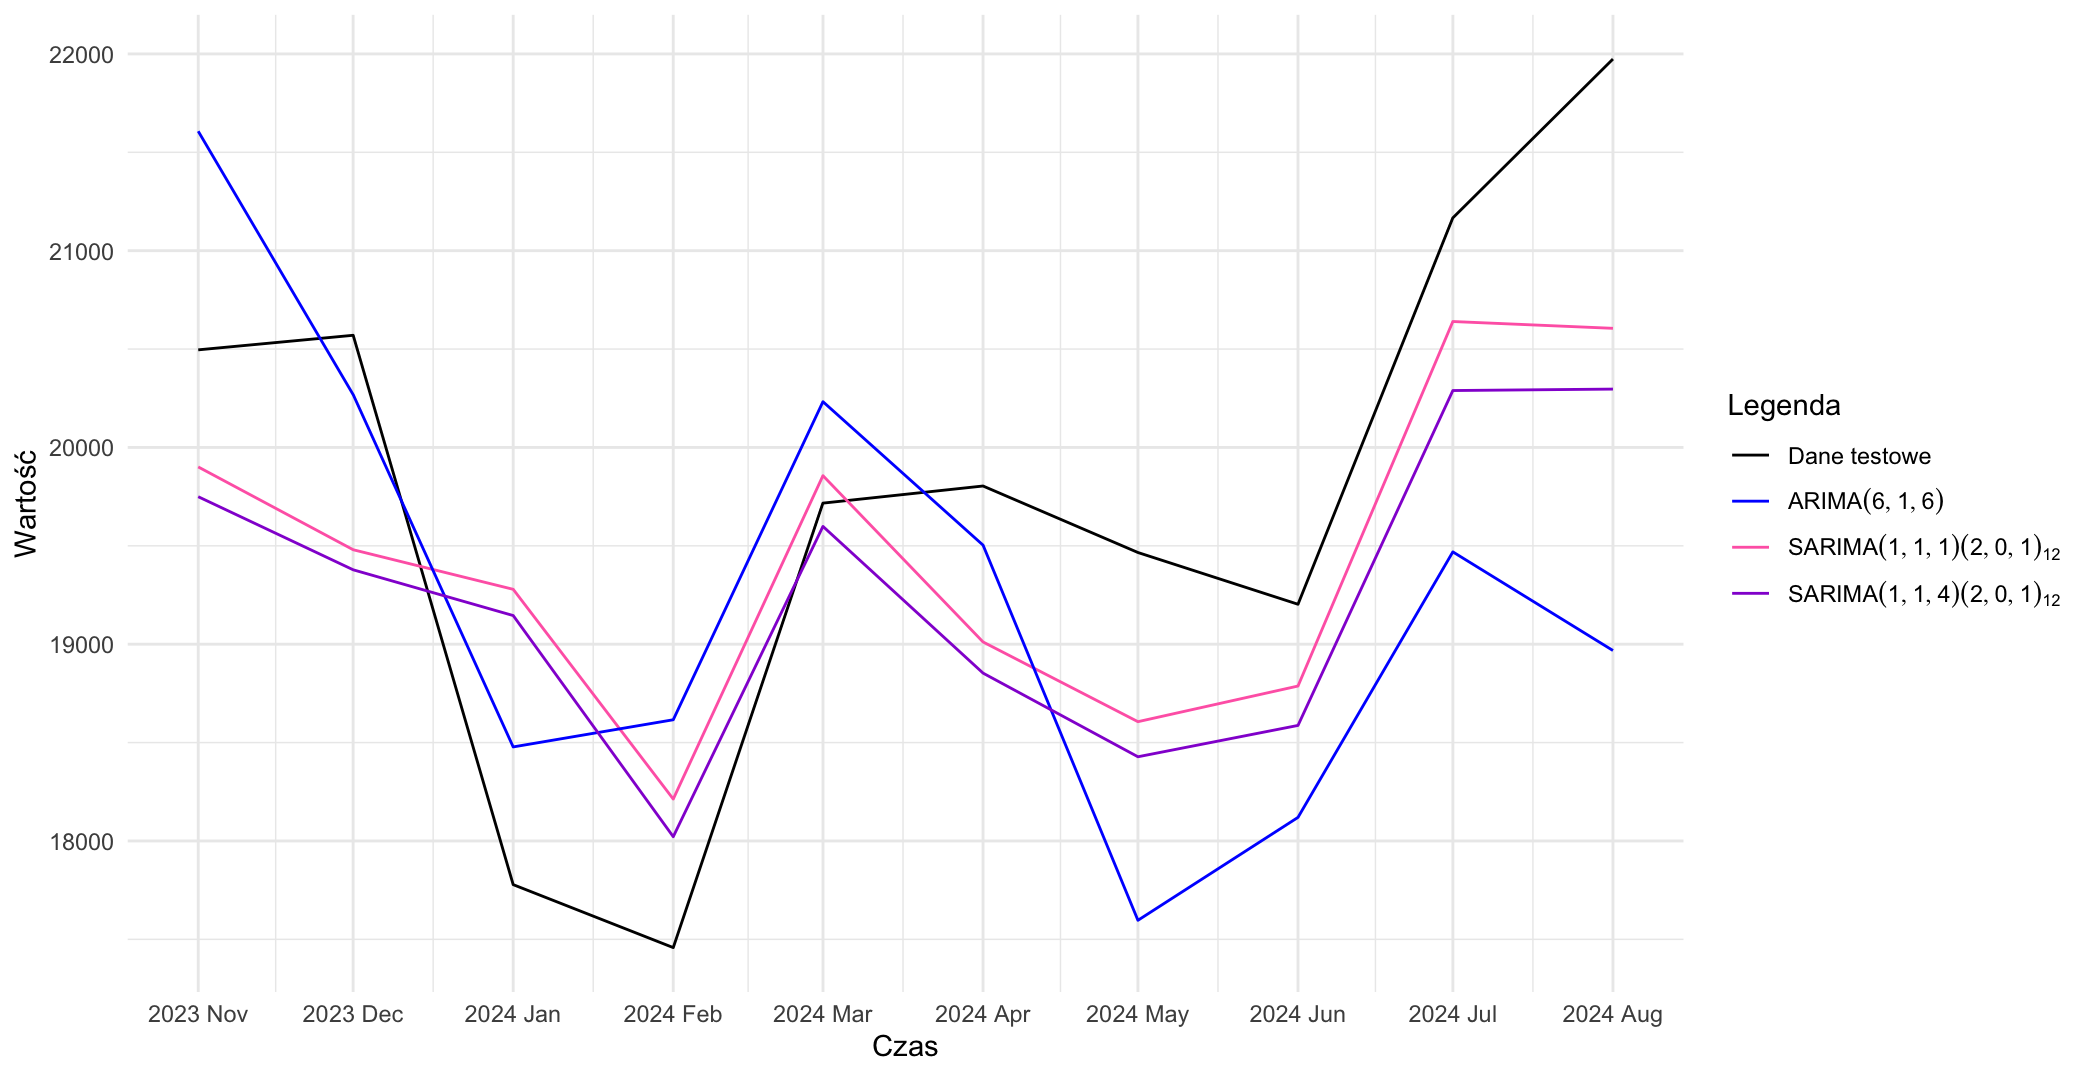 22000
21000
20000
19000
18000
Wartość
2023 Nov
2023 Dec
2024 Jan
2024 Feb
2024 Mar
2024 Apr
2024 May
2024 Jun
2024 Jul
2024 Aug
Czas
Legenda
Dane testowe
ARIMA(6, 1, 6)
SARIMA(1, 1, 1)(2, 0, 1)₁₂
SARIMA(1, 1, 4)(2, 0, 1)₁₂